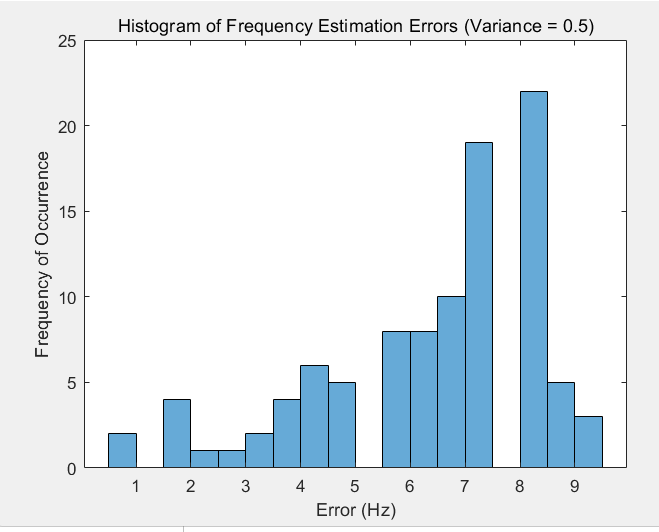 Histogram of Frequency Estimation Errors (Variance = 0.5)
25
20
15
10
5
0
Frequency of Occurrence
1 2 3 4 5 6 7 8 9
Error (Hz)